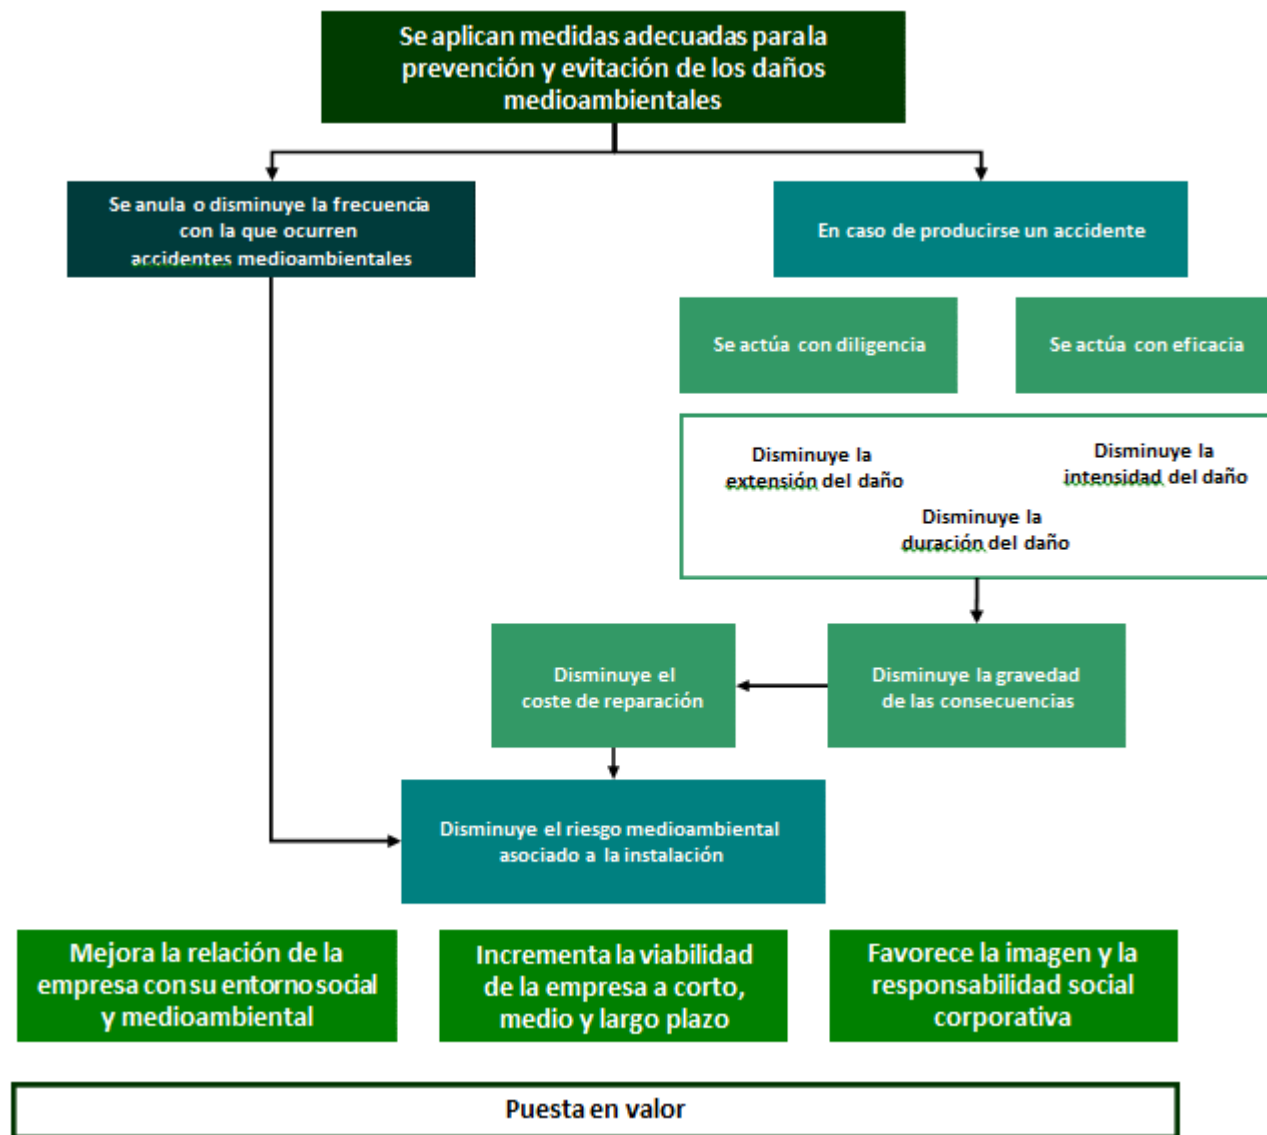 Se aplican medidas adecuadas para la
prevención y evitación de los daños
medioambientales
Se anula o disminuye la frecuencia
con la que ocurren
accidentes medioambientales
En caso de producirse un accidente
Se actúa con diligencia
Se actúa con eficacia
Disminuye la
extensión del daño
Disminuye la
intensidad del daño
Disminuye la
duración del daño
Disminuye el
coste de reparación
Disminuye la gravedad
de las consecuencias
Disminuye el riesgo medioambiental
asociado a la instalación
Mejora la relación de la
empresa con su entorno social
y medioambiental
Incrementa la viabilidad
de la empresa a corto,
medio y largo plazo
Favorece la imagen y la
responsabilidad social
corporativa
Puesta en valor